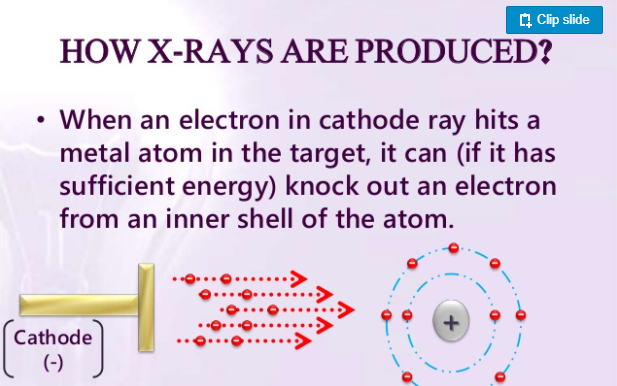 Clip slide
HOW X-RAYS ARE PRODUCED?
• When an electron in cathode ray hits a
metal atom in the target, it can (if it has
sufficient energy) knock out an electron
from an inner shell of the atom.
+
Cathode
(-)